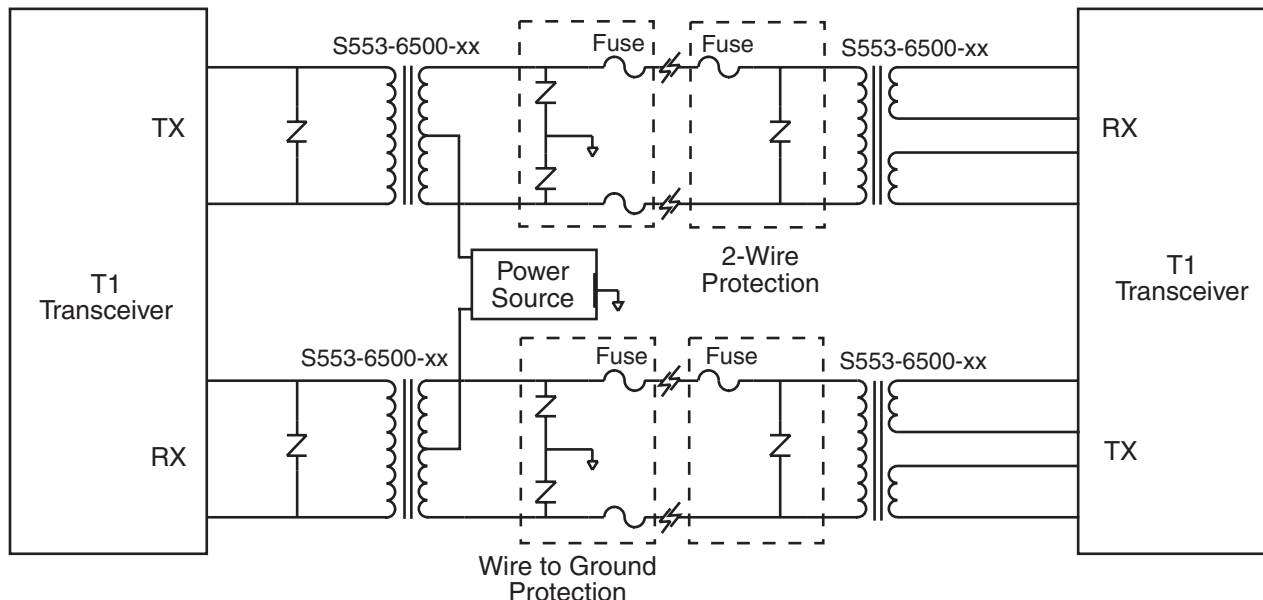 S553-6500-xx
Fuse
Fuse
S553-6500-xx
TX
RX
Power
Source
2-Wire
Protection
T1
Transceiver
T1
Transceiver
S553-6500-xx
Fuse
Fuse
S553-6500-xx
RX
TX
Wire to Ground
Protection